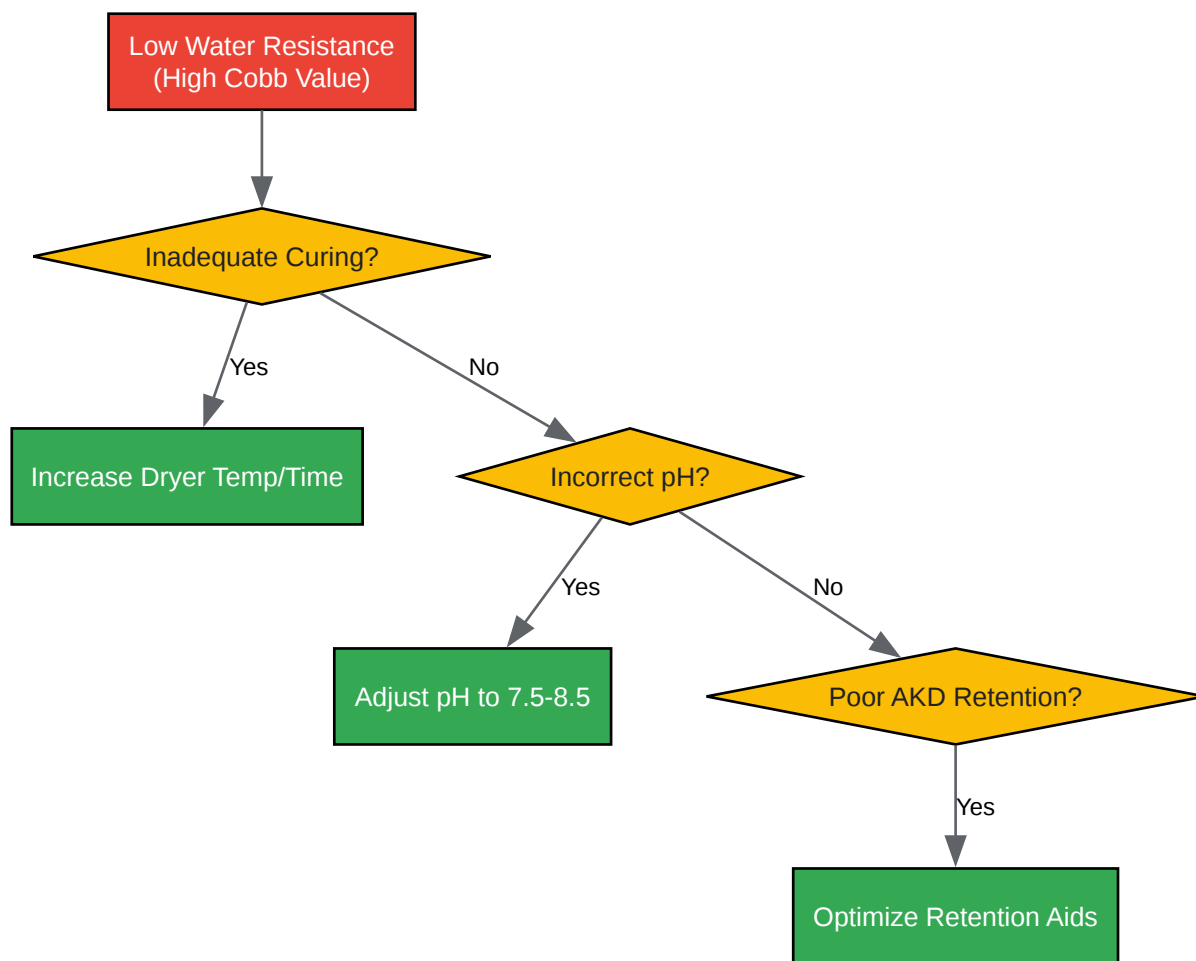 Low Water Resistance
(High Cobb Value)
Inadequate Curing?
Yes
No
Increase Dryer Temp/Time
Incorrect pH?
Yes
No
Adjust pH to 7.5-8.5
Poor AKD Retention?
Yes
Optimize Retention Aids